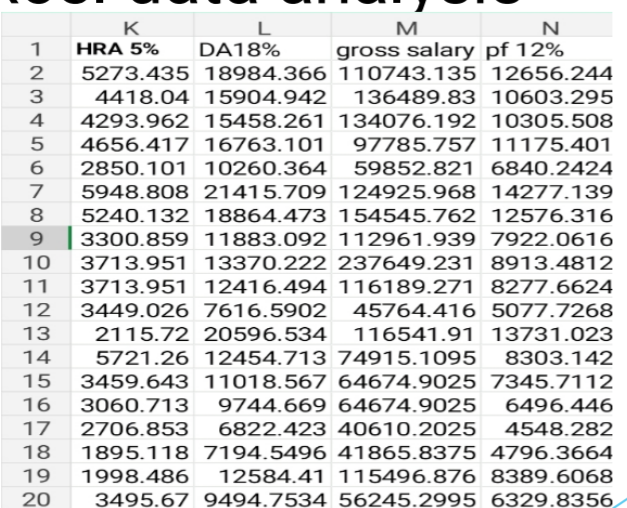 K L M N
1 HRA 5% DA18% gross salary pf 12%
2 5273.435 18984.366 110743.135 12656.244
3 4418.04 15904.942 136489.83 10603.295
4 4293.962 15458.261 134076.192 10305.508
5 4656.417 16763.101 97785.757 11175.401
6 2850.101 10260.364 59852.821 6840.2424
7 5948.808 21415.709 124925.968 14277.139
8 5240.132 18864.473 154545.762 12576.316
9 3300.859 11883.092 112961.939 7922.0616
10 3713.951 13370.222 237649.231 8913.4812
11 3713.951 12416.494 116189.271 8277.6624
12 3449.026 7616.5902 45764.416 5077.7268
13 2115.72 20596.534 116541.91 13731.023
14 5721.26 12454.713 74915.1095 8303.142
15 3459.643 11018.567 64674.9025 7345.7112
16 3060.713 9744.669 64674.9025 6496.446
17 2706.853 6822.423 40610.2025 4548.282
18 1895.118 7194.5496 41865.8375 4796.3664
19 1998.486 12584.41 115496.876 8389.6068
20 3495.67 9494.7534 56245.2995 6329.8356